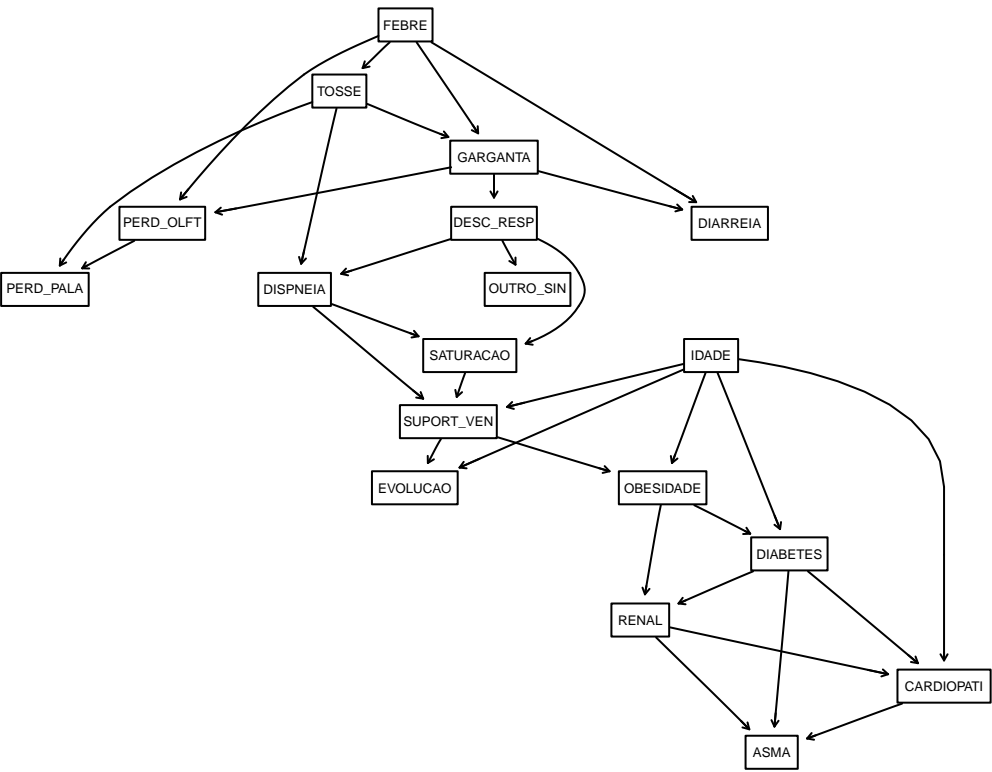 FEBRE
TOSSE
GARGANTA
PERD_OLFT
DESC_RESP
DIARREIA
PERD_PALA
DISPNEIA
OUTRO_SIN
SATURACAO
IDADE
SUPORT_VEN
EVOLUCAO
OBESIDADE
DIABETES
RENAL
CARDIOPATI
ASMA